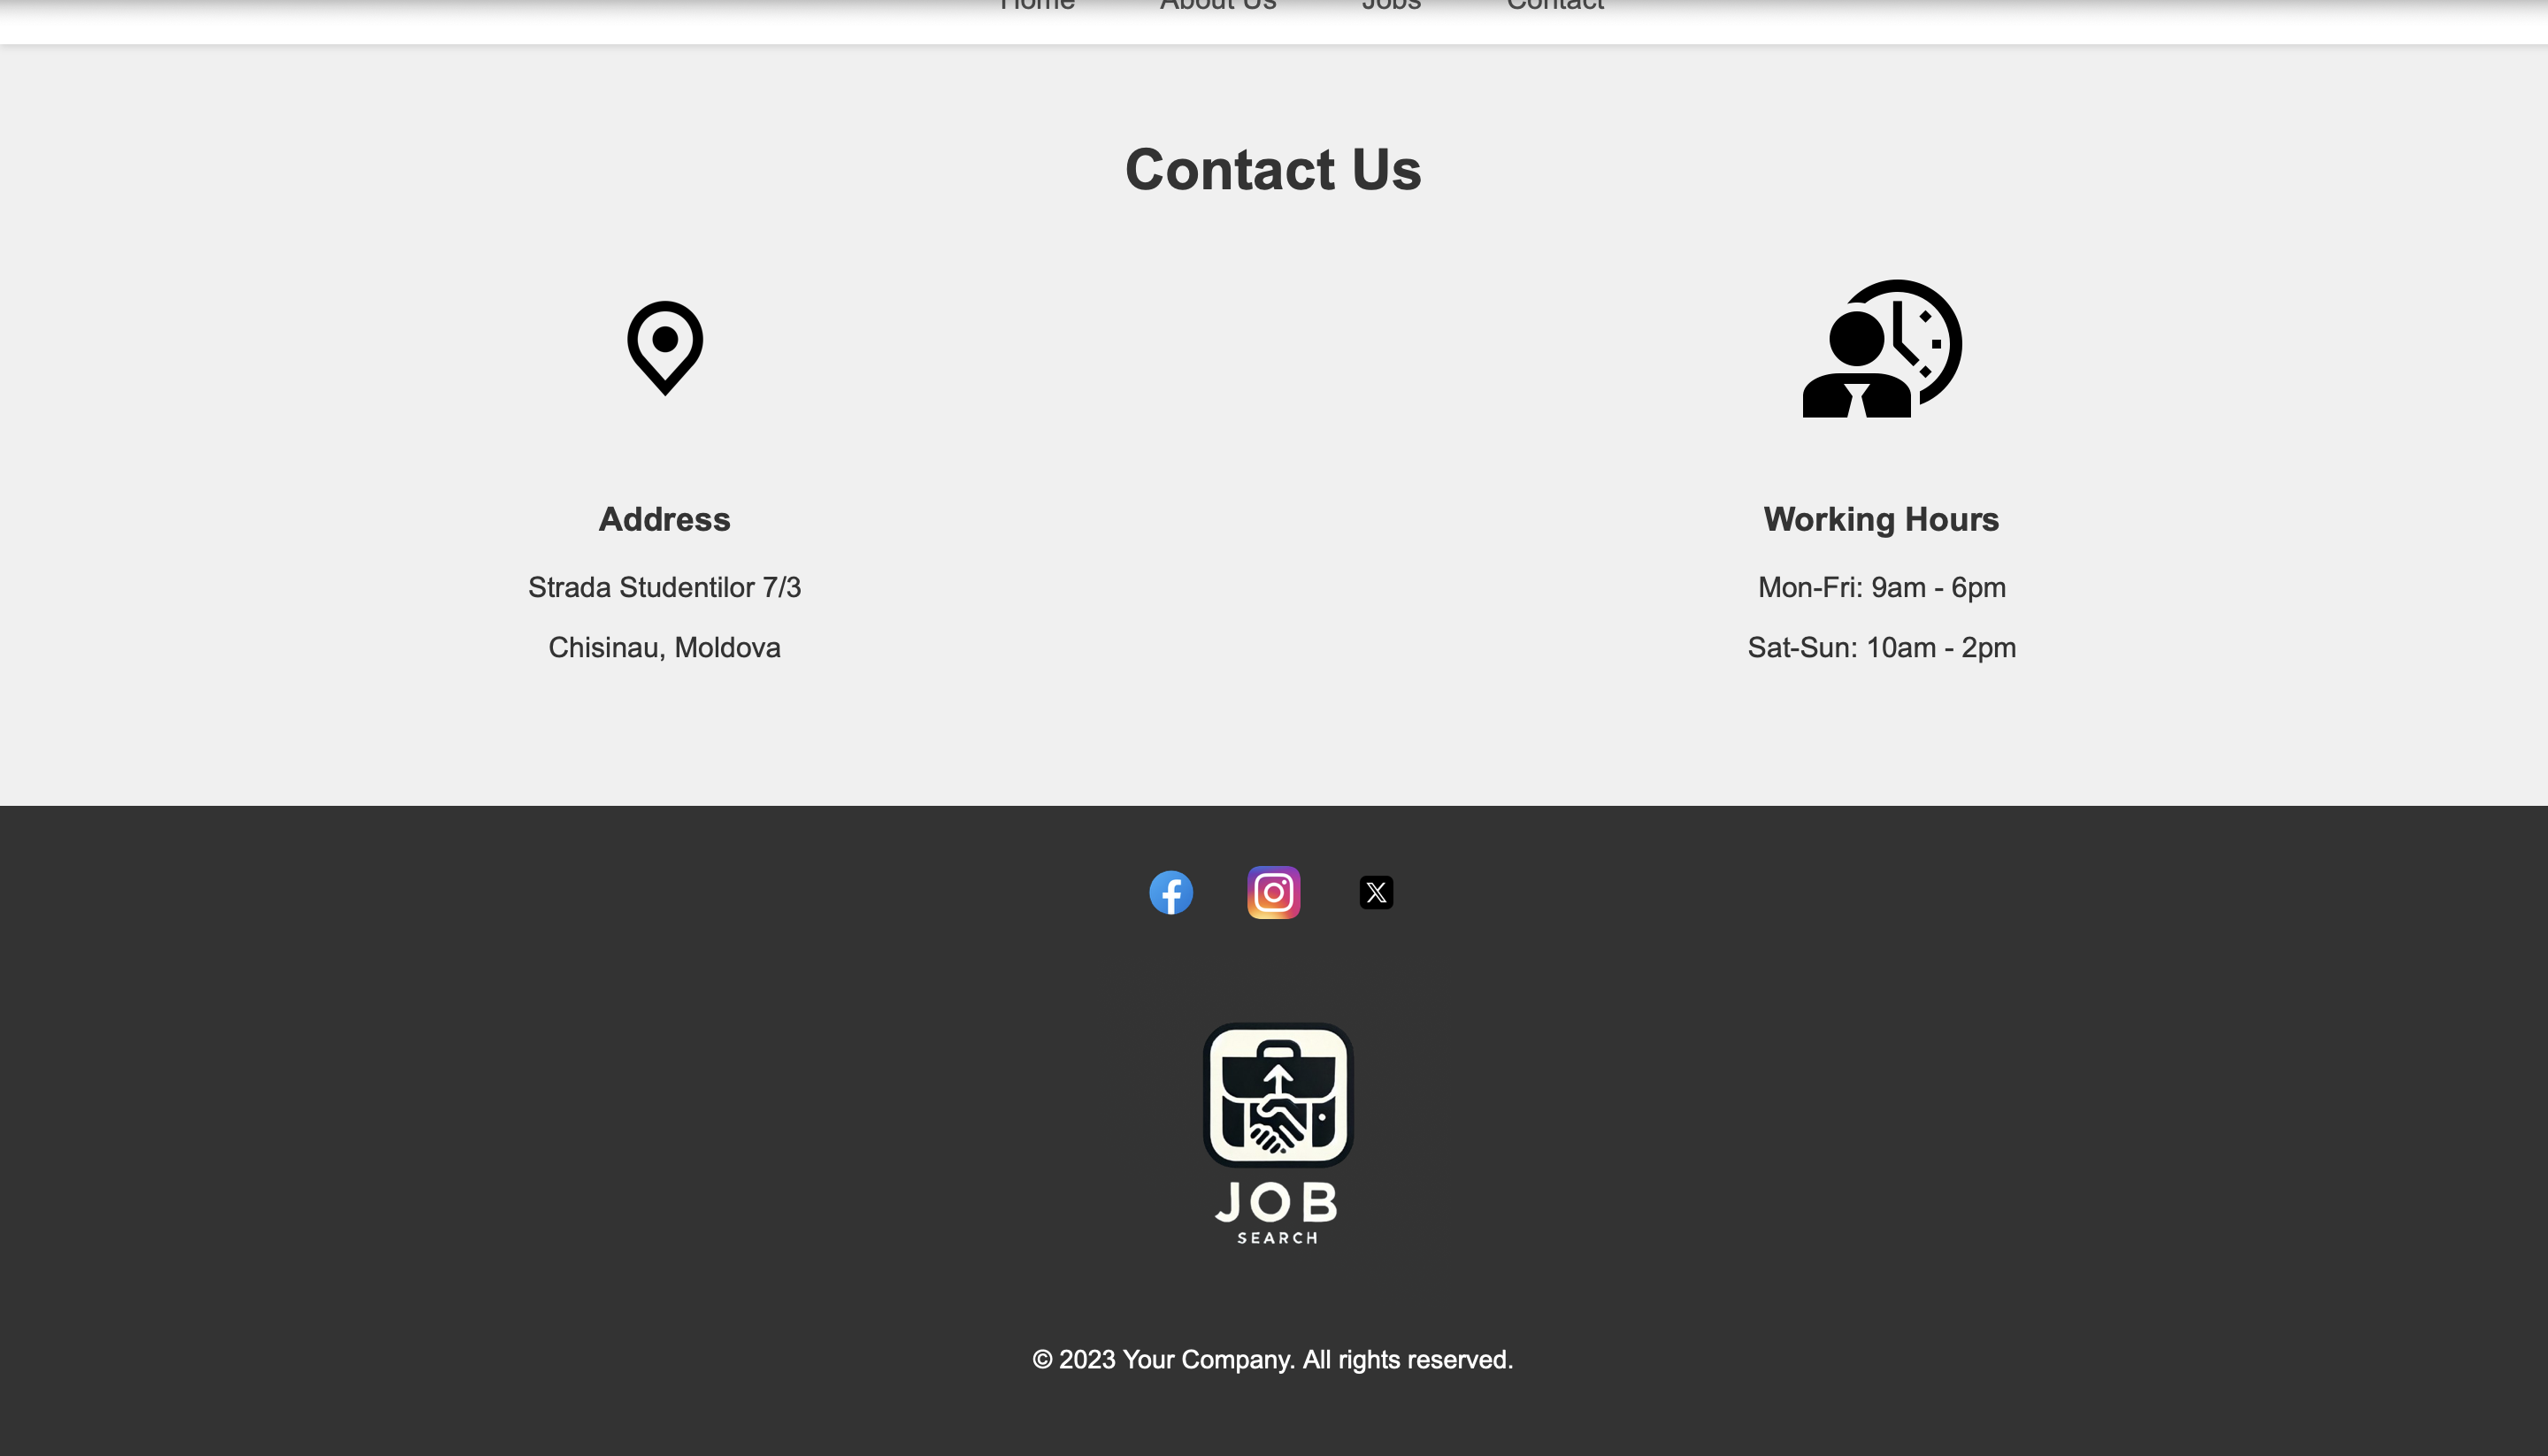 Home About Us Jobs Contact
Contact Us
Address
Strada Studentilor 7/3
Chisinau, Moldova
Working Hours
Mon-Fri: 9am - 6pm
Sat-Sun: 10am - 2pm
JOB
SEARCH
© 2023 Your Company. All rights reserved.